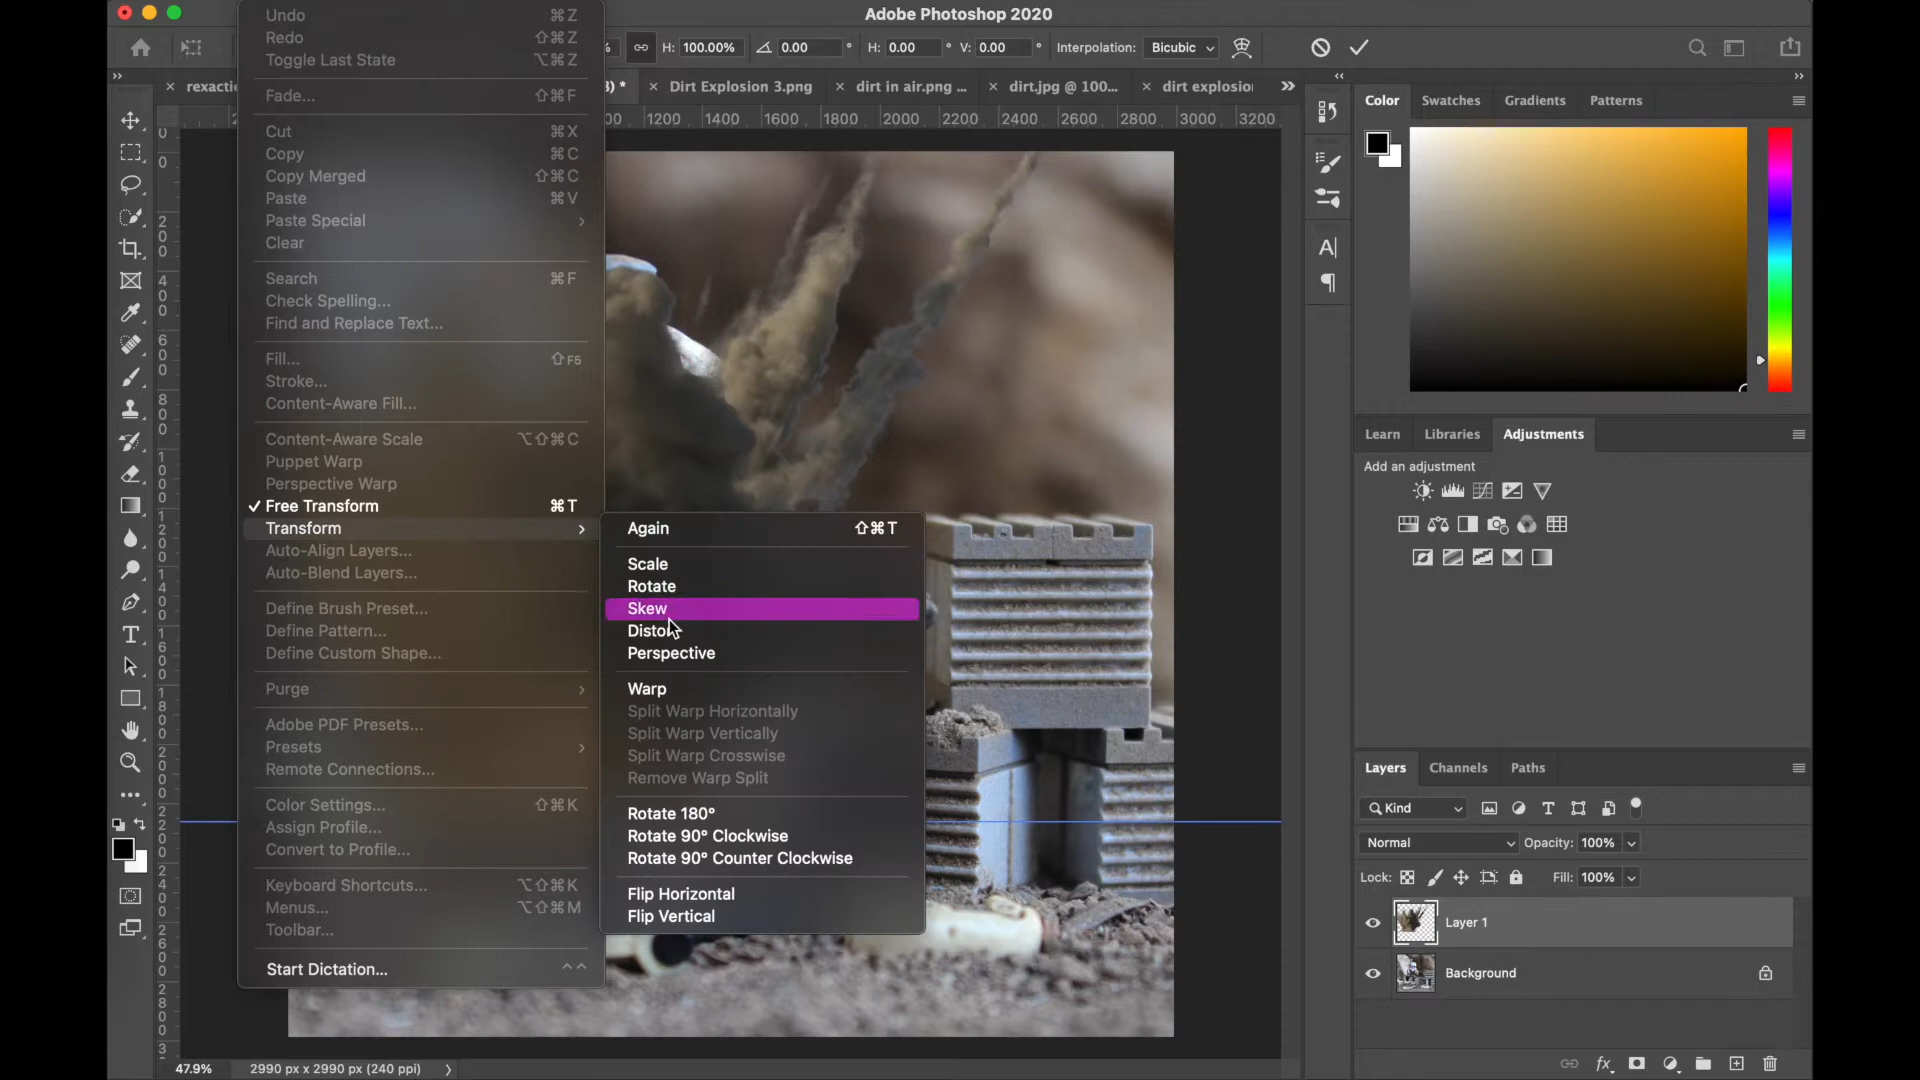 Adobe Photoshop 2020
H: 100.00% 0.00 ° H: 0.00 ° V: 0.00 ° Interpolation: Bicubic
× rexactic 3) * × Dirt Explosion 3.png × dirt in air.png ... × dirt.jpg @ 100... × dirt explosion
1200 1400 1600 1800 2000 2200 2400 2600 2800 3000 3200
Undo ⌘Z
Redo ⇧⌘Z
Toggle Last State ⌥⌘Z
Fade... ⇧⌘F
Cut ⌘X
Copy ⌘C
Copy Merged ⇧⌘C
Paste ⌘V
Paste Special
Clear
Search ⌘F
Check Spelling...
Find and Replace Text...
Fill... ⇧F5
Stroke...
Content-Aware Fill...
Content-Aware Scale ⌥⇧⌘C
Puppet Warp
Perspective Warp
✓ Free Transform ⌘T
Transform
Auto-Align Layers...
Auto-Blend Layers...
Define Brush Preset...
Define Pattern...
Define Custom Shape...
Purge
Adobe PDF Presets...
Presets
Remote Connections...
Color Settings... ⇧⌘K
Assign Profile...
Convert to Profile...
Keyboard Shortcuts... ⌥⇧⌘K
Menus... ⌥⇧⌘M
Toolbar...
Start Dictation...
Again ⇧⌘T
Scale
Rotate
Skew
Distort
Perspective
Warp
Split Warp Horizontally
Split Warp Vertically
Split Warp Crosswise
Remove Warp Split
Rotate 180°
Rotate 90° Clockwise
Rotate 90° Counter Clockwise
Flip Horizontal
Flip Vertical
Color Swatches Gradients Patterns
Learn Libraries Adjustments
Add an adjustment
Layers Channels Paths
Kind
Normal Opacity: 100%
Lock: Fill: 100%
Layer 1
Background
fx
47.9% 2990 px x 2990 px (240 ppi)